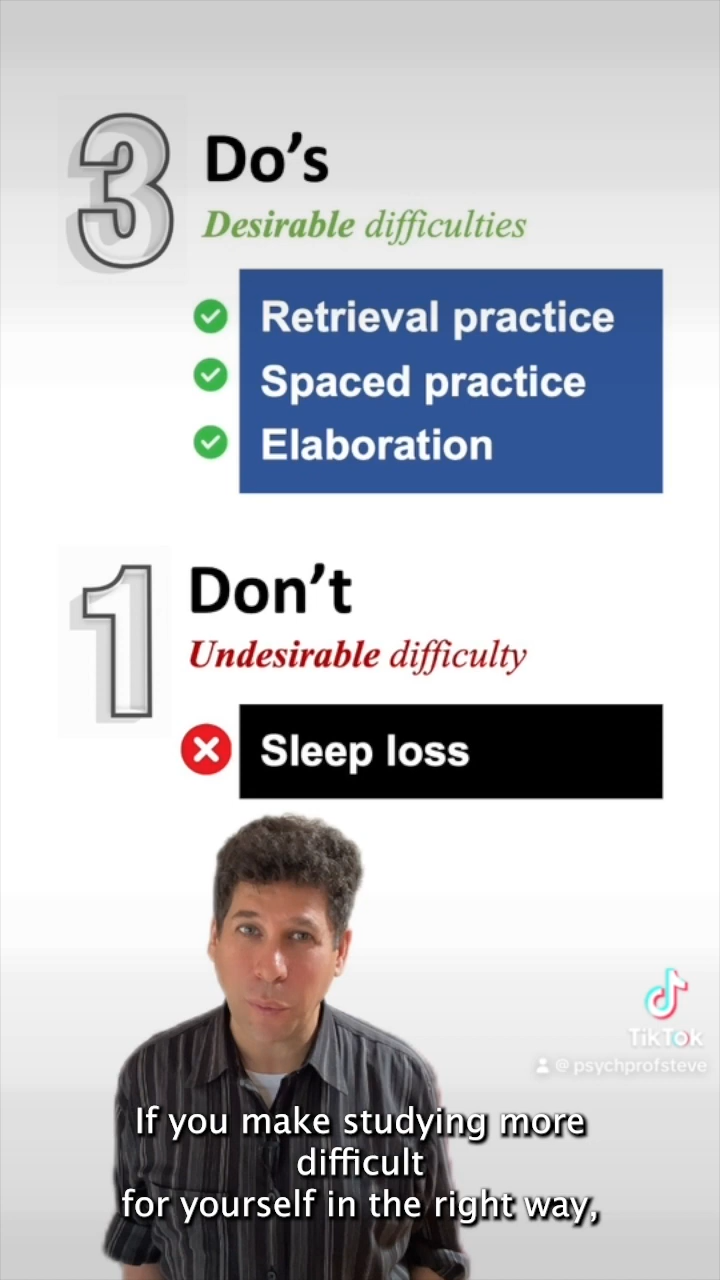 3
Do’s
Desirable difficulties
Retrieval practice
Spaced practice
Elaboration
1
Don’t
Undesirable difficulty
Sleep loss
TikTok
@psychprofsteve
If you make studying more
difficult
for yourself in the right way,